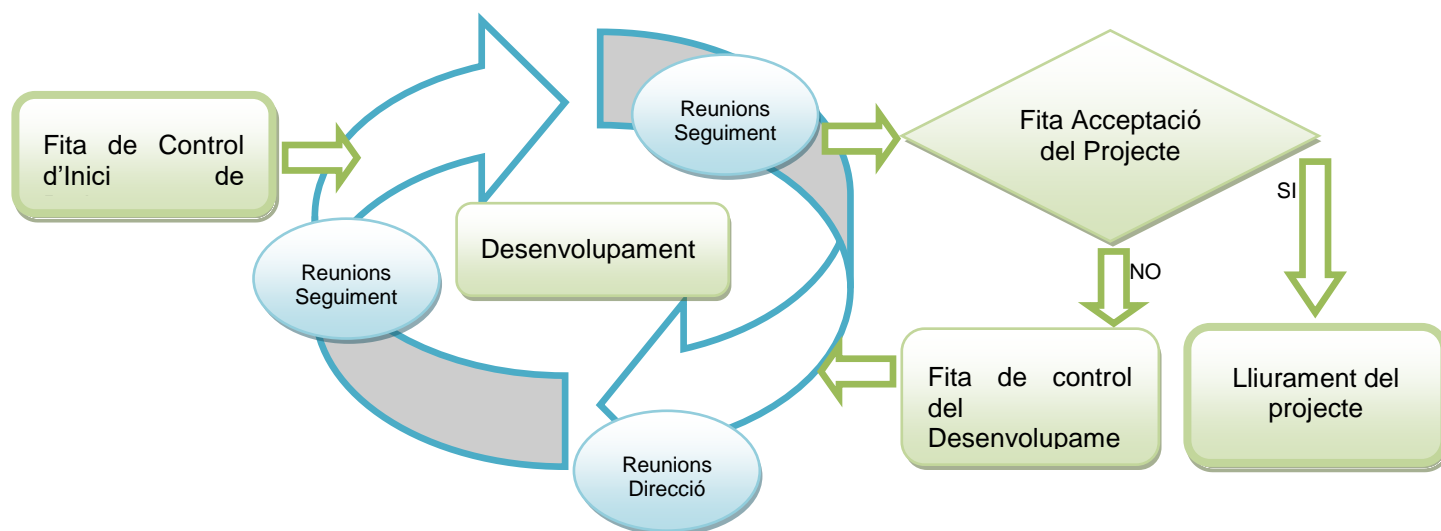 Fita de Control
d'Inici de
Reunions
Seguiment
Desenvolupament
Reunions
Seguiment
Reunions
Direcció
Fita Acceptació
del Projecte
SI
NO
Fita de control
del
Desenvolupame
Lliurament del
projecte